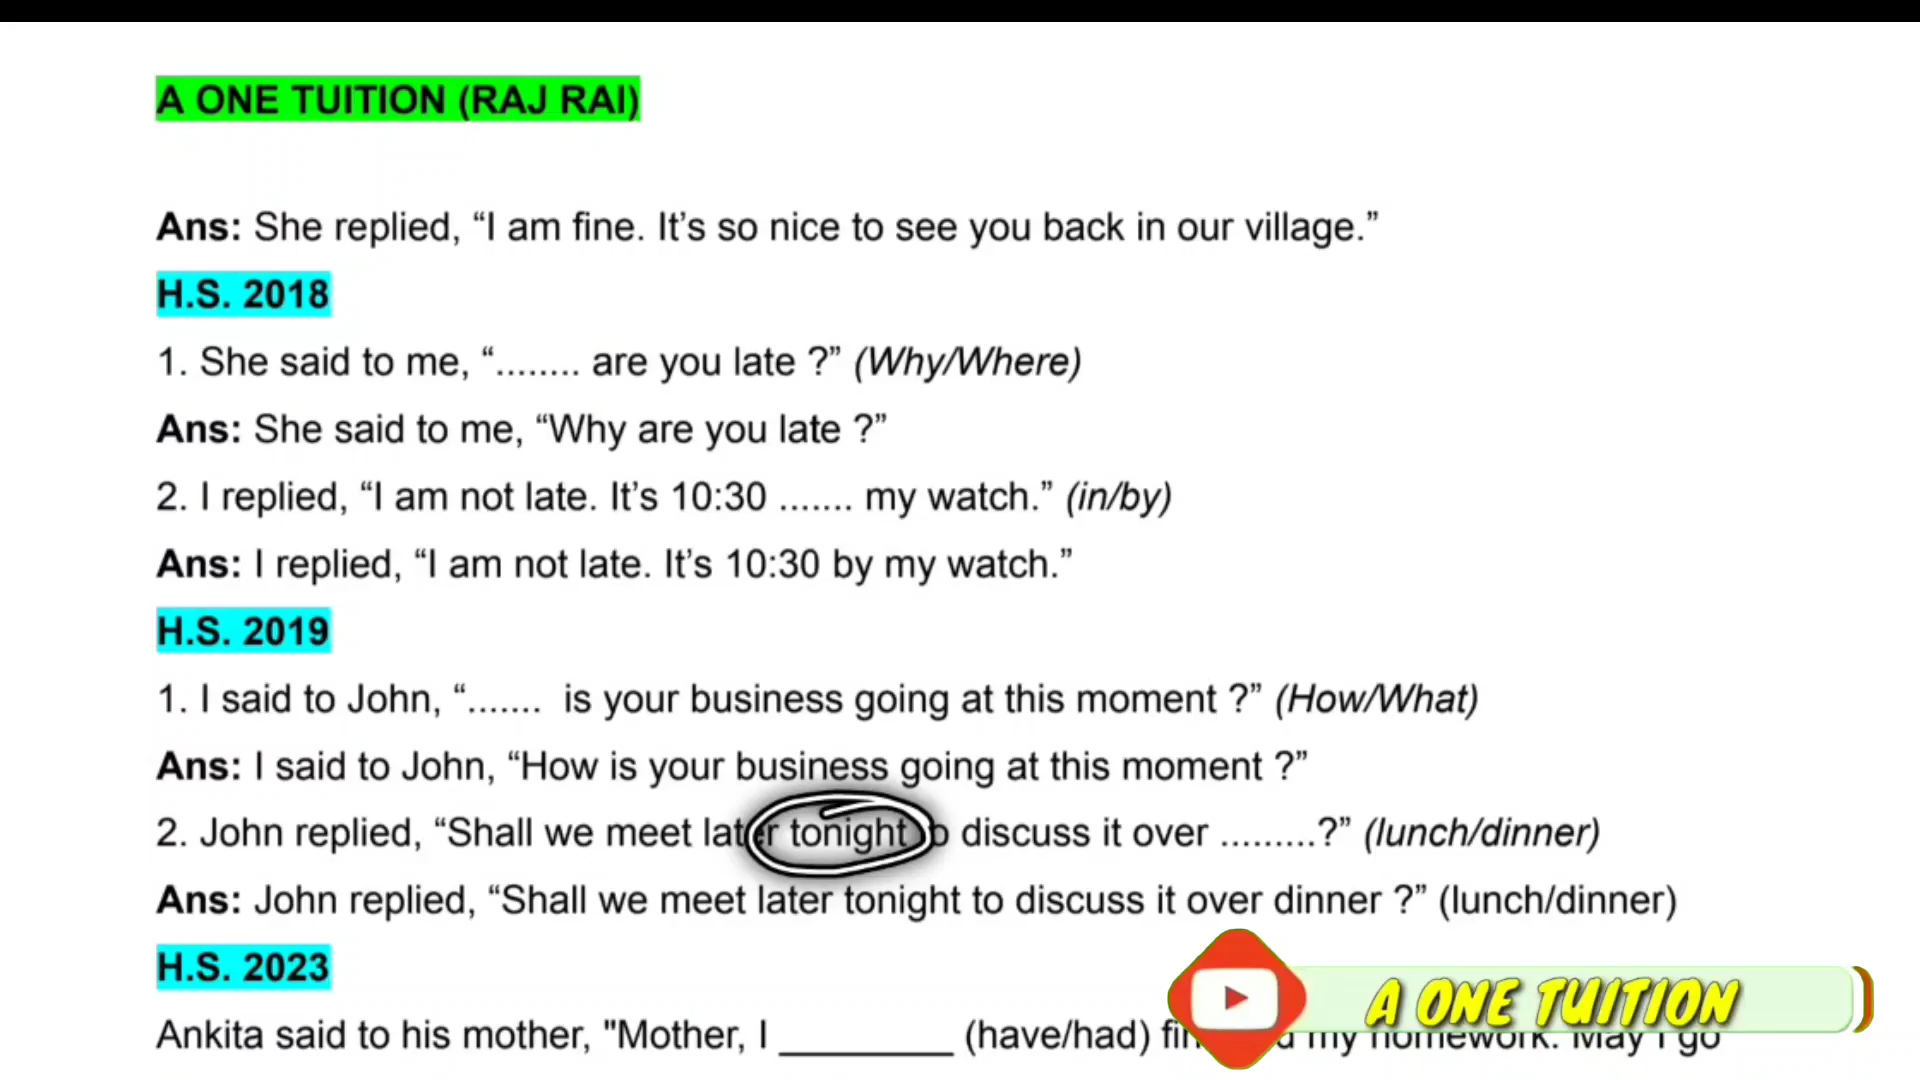 A ONE TUITION (RAJ RAI)
Ans: She replied, “I am fine. It’s so nice to see you back in our village.”
H.S. 2018
1. She said to me, “........ are you late ?” (Why/Where)
Ans: She said to me, “Why are you late ?”
2. I replied, “I am not late. It’s 10:30 ....... my watch.” (in/by)
Ans: I replied, “I am not late. It’s 10:30 by my watch.”
H.S. 2019
1. I said to John, “....... is your business going at this moment ?” (How/What)
Ans: I said to John, “How is your business going at this moment ?”
2. John replied, “Shall we meet later tonight to discuss it over .........?” (lunch/dinner)
Ans: John replied, “Shall we meet later tonight to discuss it over dinner ?” (lunch/dinner)
H.S. 2023
Ankita said to his mother, "Mother, I ________ (have/had) my homework. May I go
A ONE TUITION